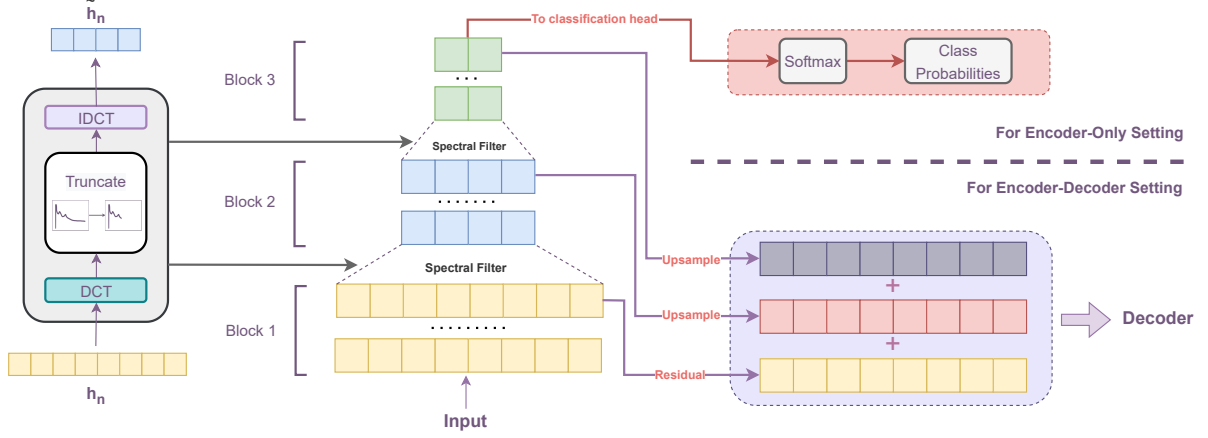 h̃n
IDCT
Truncate
DCT
hn
Block 3
Block 2
Block 1
To classification head
Softmax
Class
Probabilities
...
Spectral Filter
.......
Spectral Filter
.........
Input
For Encoder-Only Setting
For Encoder-Decoder Setting
Upsample
+
Upsample
+
Residual
Decoder